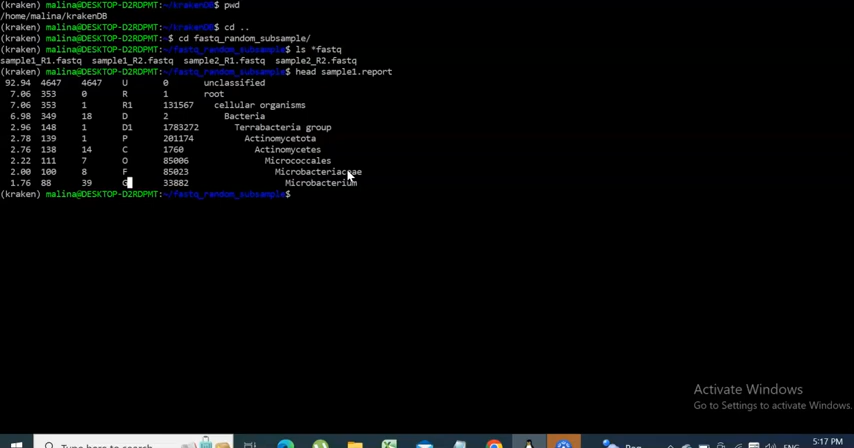 (kraken) malina@DESKTOP-D2RDPMT:~/krakenDB$ pwd
/home/malina/krakenDB
(kraken) malina@DESKTOP-D2RDPMT:~/krakenDB$ cd ..
(kraken) malina@DESKTOP-D2RDPMT:~$ cd fastq_random_subsample/
(kraken) malina@DESKTOP-D2RDPMT:~/fastq_random_subsample$ ls *fastq
sample1_R1.fastq sample1_R2.fastq sample2_R1.fastq sample2_R2.fastq
(kraken) malina@DESKTOP-D2RDPMT:~/fastq_random_subsample$ head sample1.report
92.94 4647 4647 U 0 unclassified
7.06 353 0 R 1 root
7.06 353 1 R1 131567 cellular organisms
6.98 349 18 D 2 Bacteria
2.96 148 1 D1 1783272 Terrabacteria group
2.78 139 1 P 201174 Actinomycetota
2.76 138 14 C 1760 Actinomycetes
2.22 111 7 O 85006 Micrococcales
2.00 100 8 F 85023 Microbacteriaceae
1.76 88 39 G 33882 Microbacterium
(kraken) malina@DESKTOP-D2RDPMT:~/fastq_random_subsample$
Activate Windows
Go to Settings to activate Windows.
Type here to search
ENG
5:17 PM